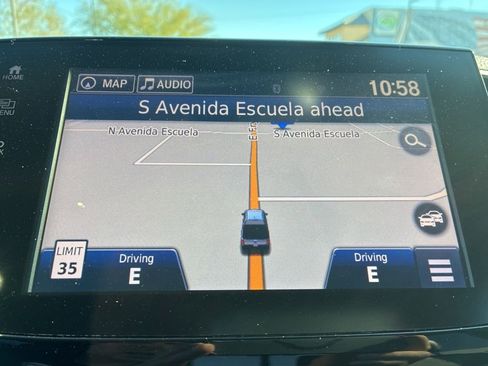 HOME
MAP
AUDIO
10:58
S Avenida Escuela ahead
N Avenida Escuela
S Avenida Escuela
LIMIT
35
Driving
E
Driving
E